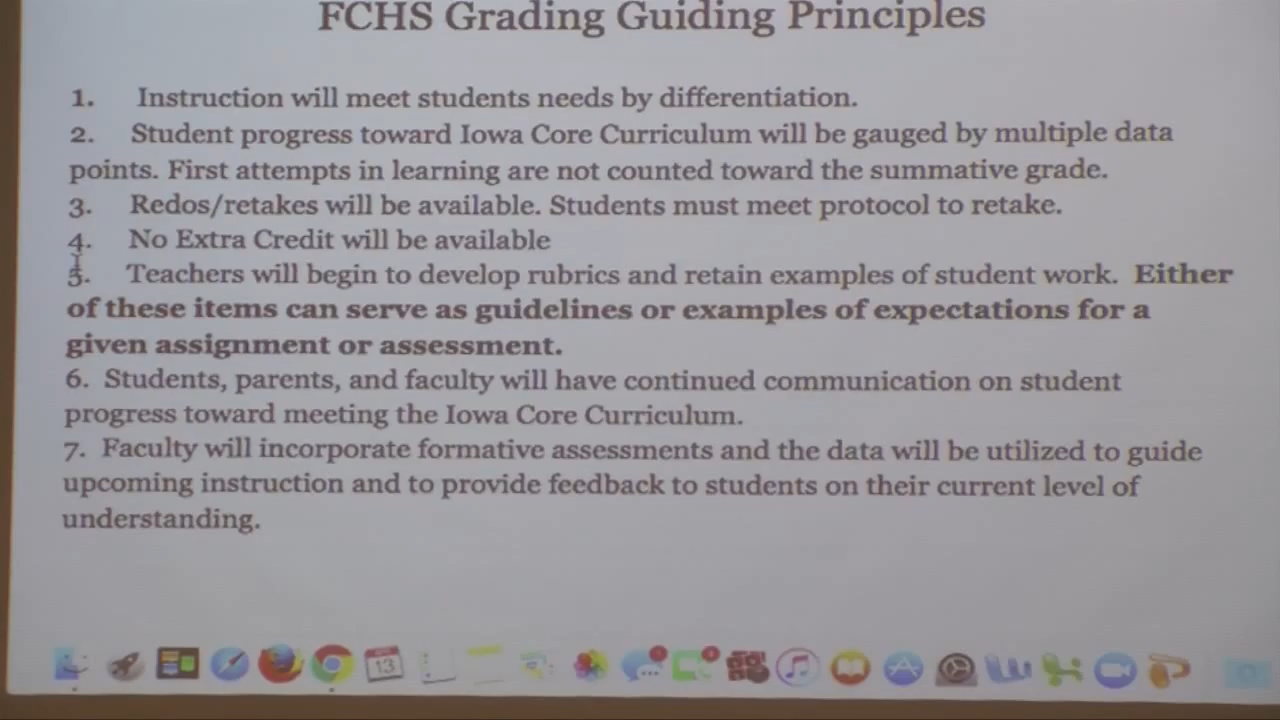 FCHS Grading Guiding Principles
1. Instruction will meet students needs by differentiation.
2. Student progress toward Iowa Core Curriculum will be gauged by multiple data
points. First attempts in learning are not counted toward the summative grade.
3. Redos/retakes will be available. Students must meet protocol to retake.
4. No Extra Credit will be available
5. Teachers will begin to develop rubrics and retain examples of student work. Either
of these items can serve as guidelines or examples of expectations for a
given assignment or assessment.
6. Students, parents, and faculty will have continued communication on student
progress toward meeting the Iowa Core Curriculum.
7. Faculty will incorporate formative assessments and the data will be utilized to guide
upcoming instruction and to provide feedback to students on their current level of
understanding.
13